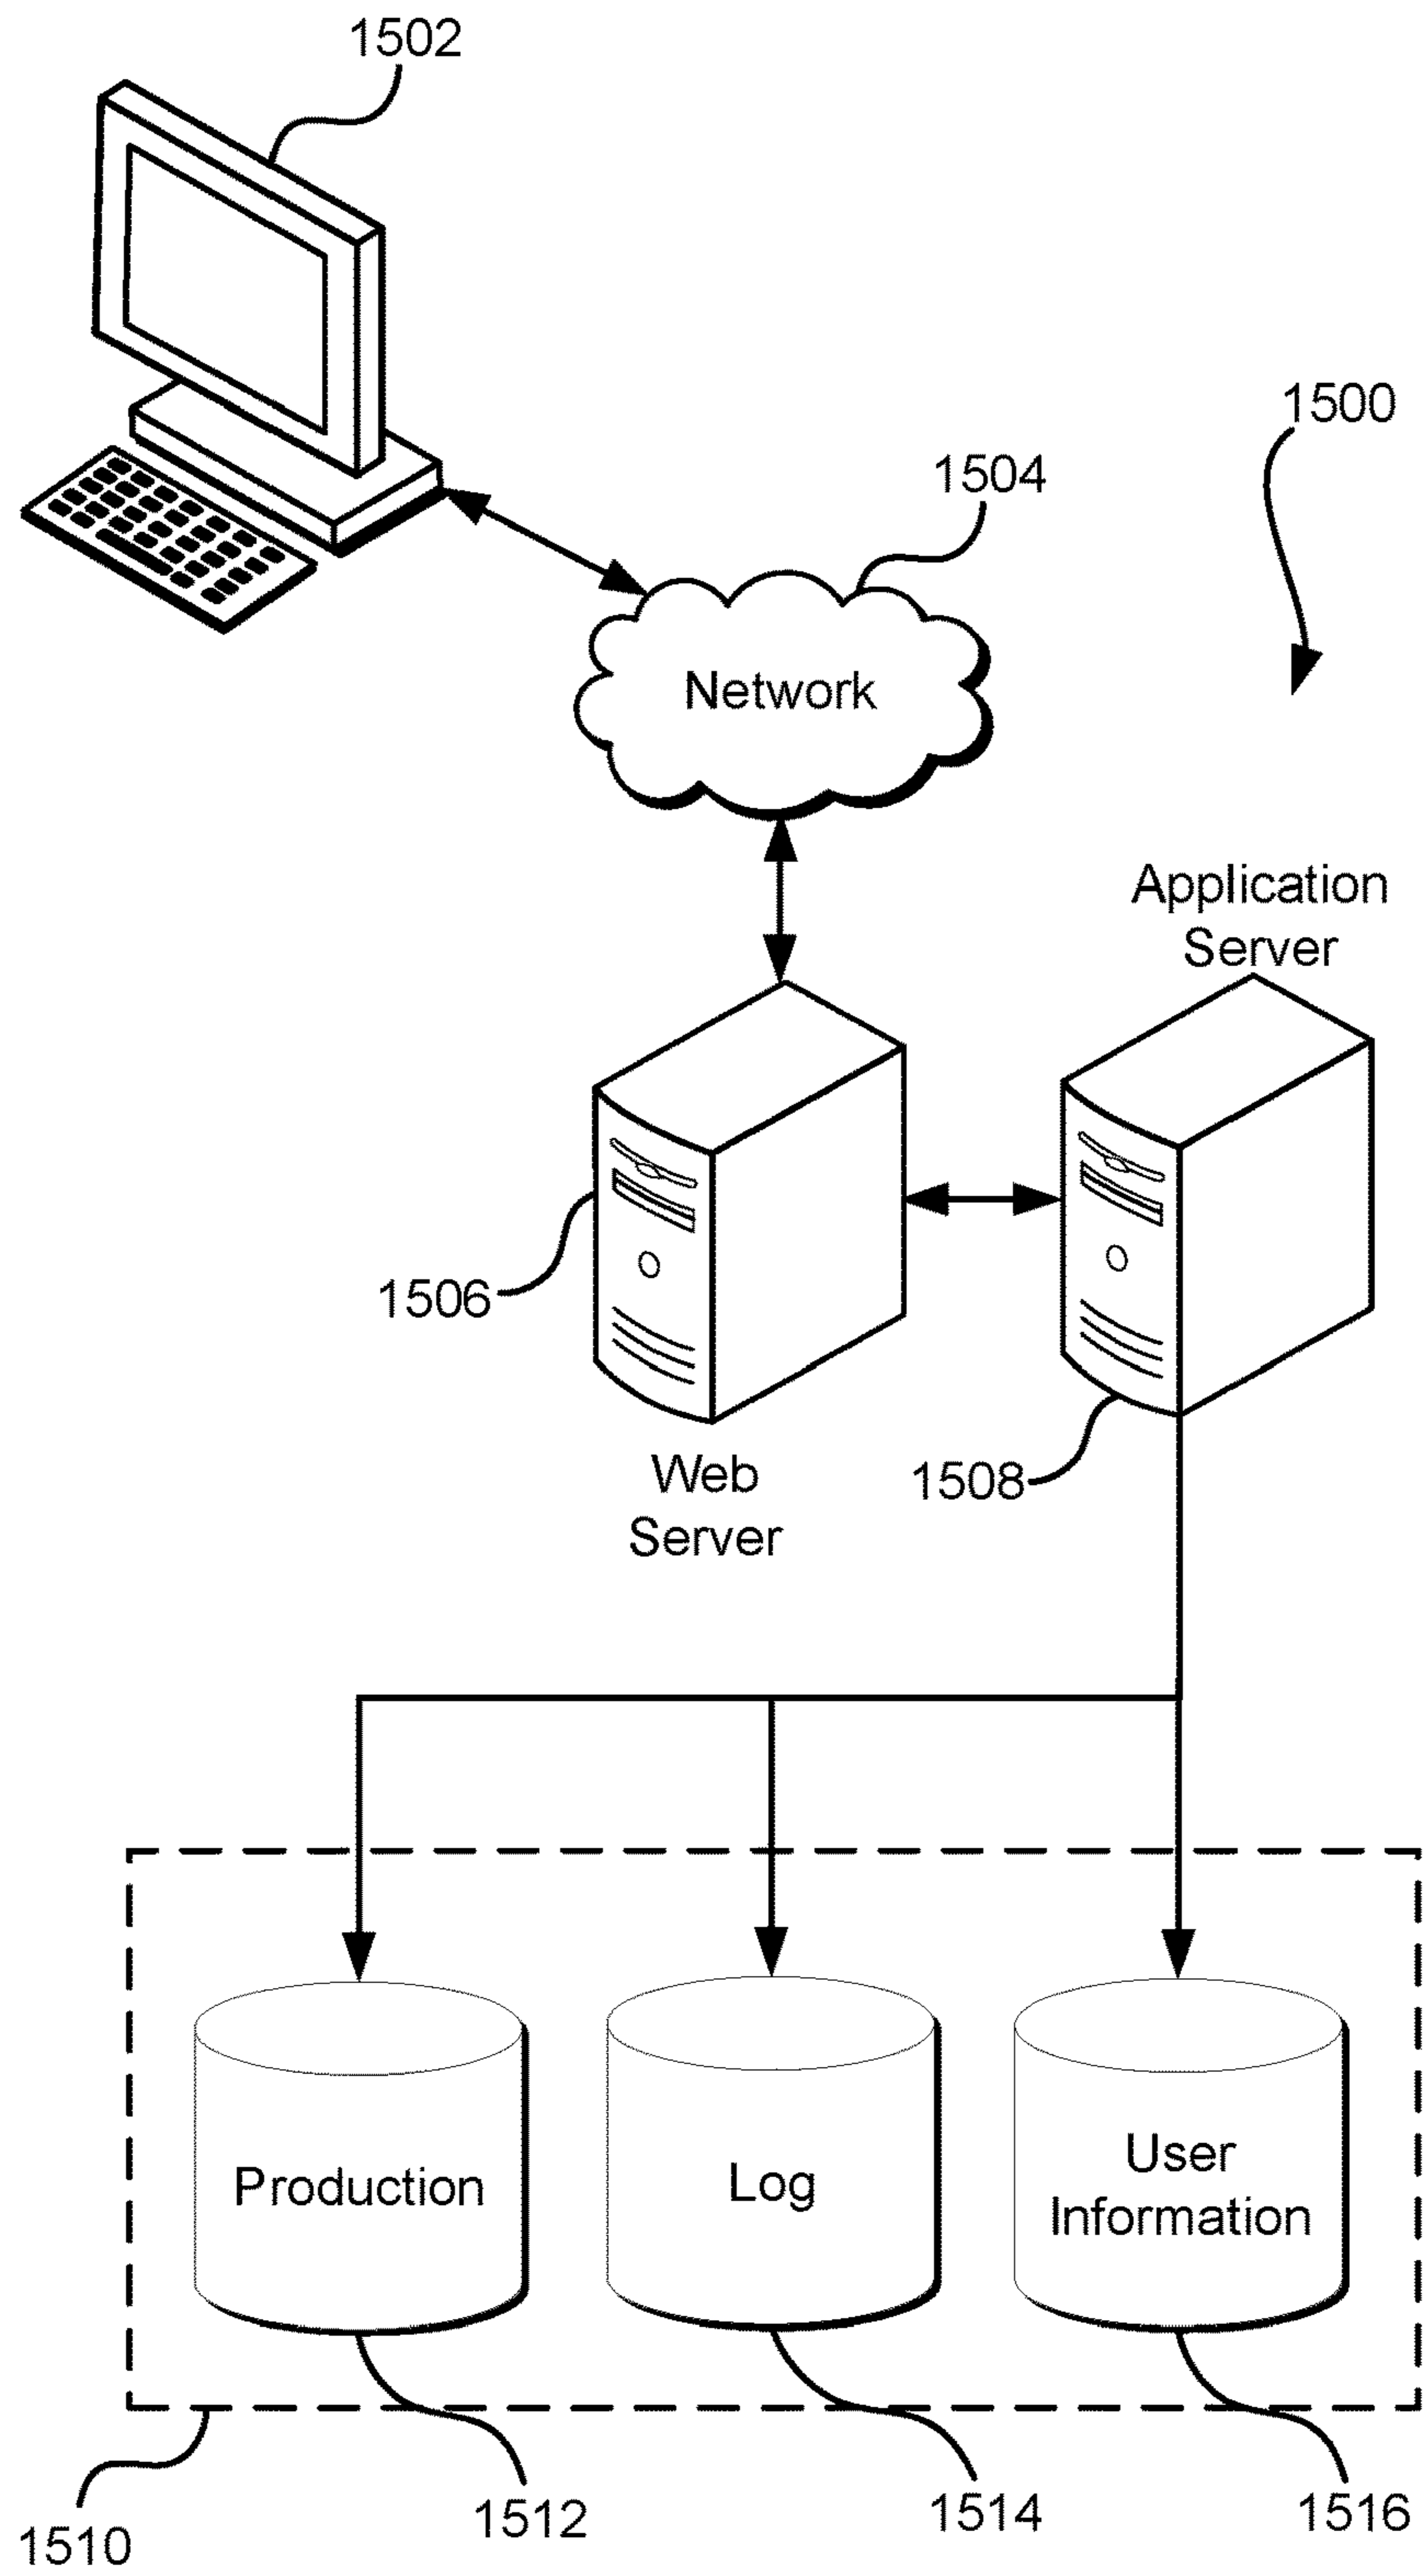 1502
1500
1504
Network
Application
Server
1506
Web
Server
1508
Production
Log
User
Information
1510
1512
1514
1516